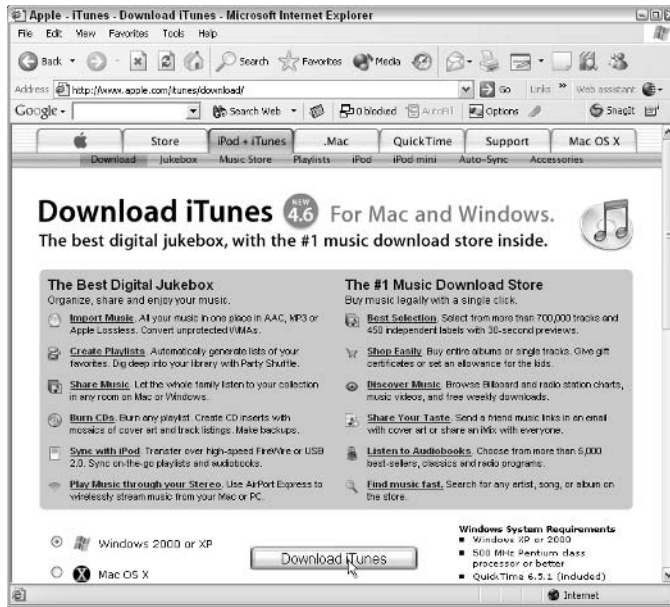 Apple - iTunes - Download iTunes - Microsoft Internet Explorer
File Edit View Favorites Tools Help
Back Search Favorites Media
Address http://www.apple.com/itunes/download/ Go Links » Web assistant
Google Search Web 0 blocked AutoFill Options SnagIt
Store iPod + iTunes .Mac QuickTime Support Mac OS X
Download Jukebox Music Store Playlists iPod iPod mini Auto-Sync Accessories
Download iTunes NEW 4.6 For Mac and Windows.
The best digital jukebox, with the #1 music download store inside.
The Best Digital Jukebox
Organize, share and enjoy your music.
Import Music. All your music in one place in AAC, MP3 or
Apple Lossless. Convert unprotected WMAs.
Create Playlists. Automatically generate lists of your
favorites. Dig deep into your library with Party Shuffle.
Share Music. Let the whole family listen to your collection
in any room on Mac or Windows.
Burn CDs. Burn any playlist. Create CD inserts with
mosaics of cover art and track listings. Make backups.
Sync with iPod. Transfer over high-speed FireWire or USB
2.0. Sync on-the-go playlists and audiobooks.
Play Music through your Stereo. Use AirPort Express to
wirelessly stream music from your Mac or PC.
The #1 Music Download Store
Buy music legally with a single click.
Best Selection. Select from more than 700,000 tracks and
450 independent labels with 30-second previews.
Shop Easily. Buy entire albums or single tracks. Give gift
certificates or set an allowance for the kids.
Discover Music. Browse Billboard and radio station charts,
music videos, and free weekly downloads.
Share Your Taste. Send a friend music links in an email
with cover art or share an iMix with everyone.
Listen to Audiobooks. Choose from more than 5,000
best-sellers, classics and radio programs.
Find music fast. Search for any artist, song, or album on
the store.
Windows 2000 or XP
Mac OS X
Download iTunes
Windows System Requirements
Windows XP or 2000
500 MHz Pentium class
processor or better
QuickTime 6.5.1 (included)
Internet